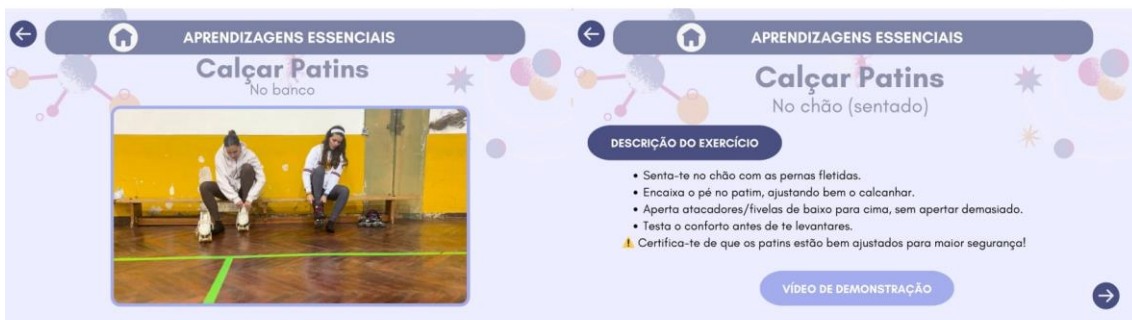 APRENDIZAGENS ESSENCIAIS
Calçar Patins
No banco
APRENDIZAGENS ESSENCIAIS
Calçar Patins
No chão (sentado)
DESCRIÇÃO DO EXERCÍCIO
• Senta-te no chão com as pernas fletidas.
• Encaixa o pé no patim, ajustando bem o calcanhar.
• Aperta atacadores/fivelas de baixo para cima, sem apertar demasiado.
• Testa o conforto antes de te levantares.
⚠️ Certifica-te de que os patins estão bem ajustados para maior segurança!
VÍDEO DE DEMONSTRAÇÃO